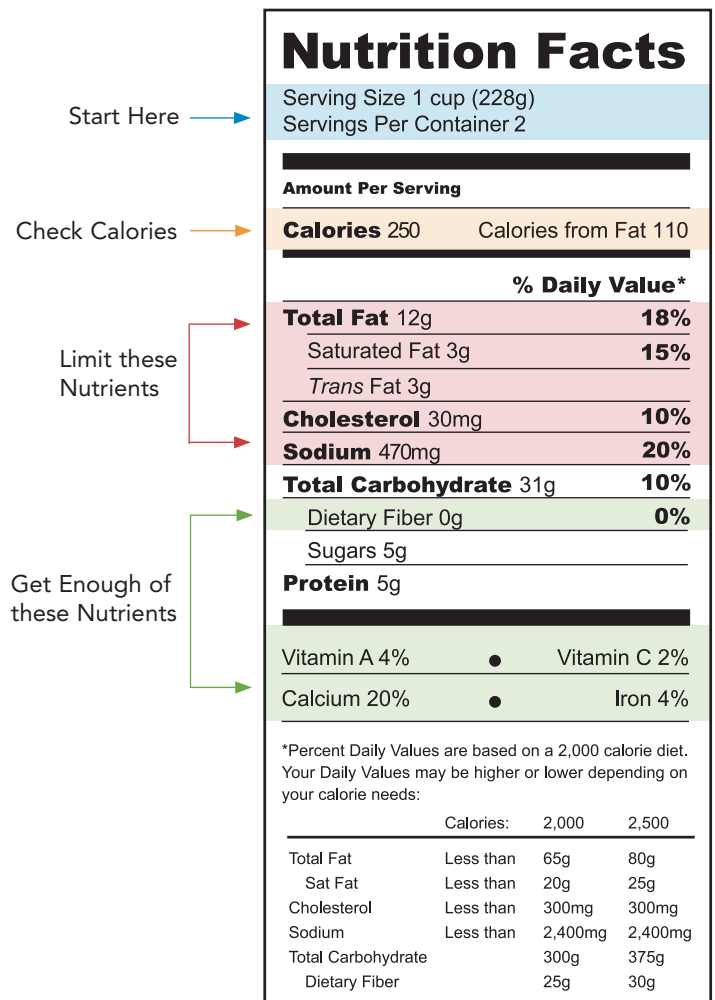 Nutrition Facts
Start Here
Serving Size 1 cup (228g)
Servings Per Container 2
Amount Per Serving
Check Calories
Calories 250 Calories from Fat 110
% Daily Value*
Limit these
Nutrients
Total Fat 12g 18%
Saturated Fat 3g 15%
Trans Fat 3g
Cholesterol 30mg 10%
Sodium 470mg 20%
Total Carbohydrate 31g 10%
Get Enough of
these Nutrients
Dietary Fiber 0g 0%
Sugars 5g
Protein 5g
Vitamin A 4% ● Vitamin C 2%
Calcium 20% ● Iron 4%
*Percent Daily Values are based on a 2,000 calorie diet.
Your Daily Values may be higher or lower depending on
your calorie needs:
Calories: 2,000 2,500
Total Fat Less than 65g 80g
Sat Fat Less than 20g 25g
Cholesterol Less than 300mg 300mg
Sodium Less than 2,400mg 2,400mg
Total Carbohydrate 300g 375g
Dietary Fiber 25g 30g